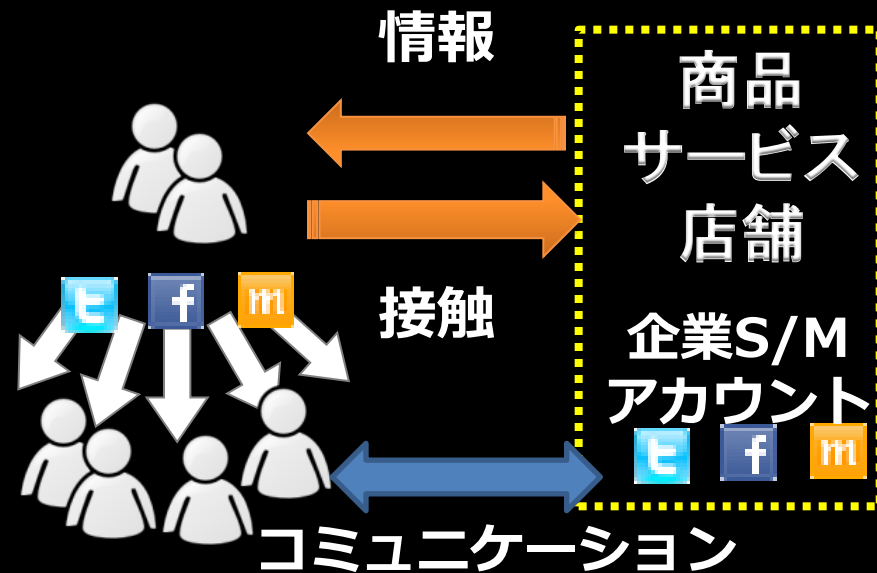 情報
商品
サービス
店舗
t f m
接触
企業S/M
アカウント
t f m
コミュニケーション